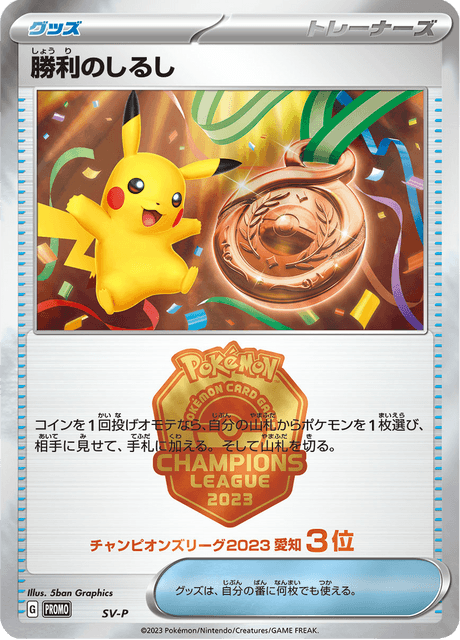 グッズ
トレーナーズ
しょうり
勝利のしるし
Pokémon
POKÉMON CARD GAME
CHAMPIONS
LEAGUE
2023
コインを1回投げオモテなら、自分の山札からポケモンを1枚選び、
相手に見せて、手札に加える。そして山札を切る。
チャンピオンズリーグ2023 愛知 3位
Illus. 5ban Graphics
G PROMO SV-P
グッズは、自分の番に何枚でも使える。
©2023 Pokémon/Nintendo/Creatures/GAME FREAK.